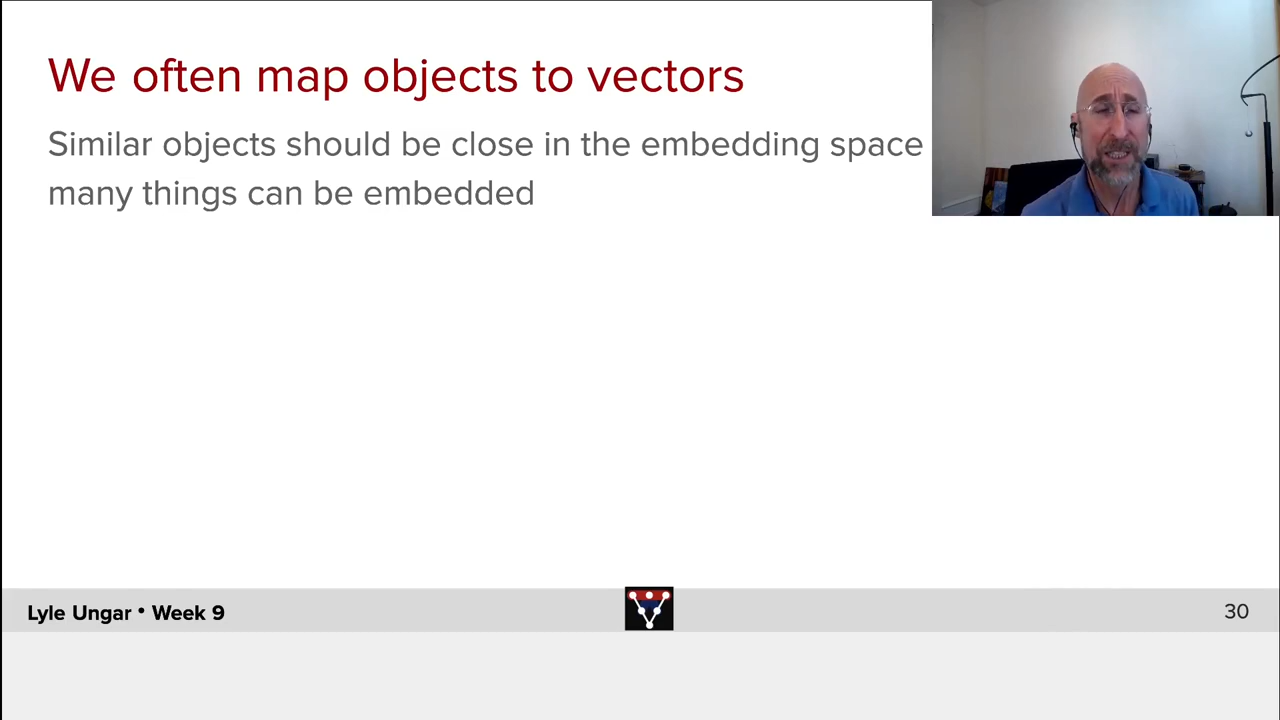 We often map objects to vectors
Similar objects should be close in the embedding space
many things can be embedded
Lyle Ungar • Week 9
30